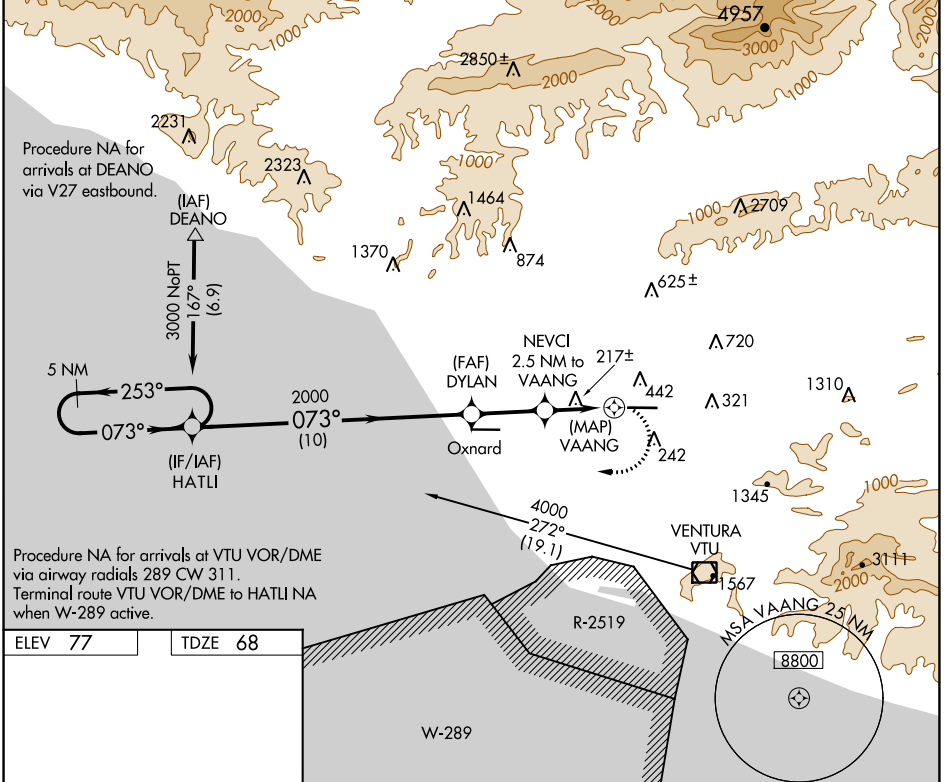 2000
1000
2000
4957
3000
2000
1000
2850±
2000
1000
2231
Procedure NA for
arrivals at DEANO
via V27 eastbound.
2323
1000
1464
1000
2709
(IAF)
DEANO
1370
874
625±
3000 NoPT
167°
(6.9)
720
NEVCI
2.5 NM to
VAANG
217±
(FAF)
DYLAN
5 NM
253°
442
1310
321
2000
073°
073°
(10)
(MAP)
VAANG
Oxnard
242
(IF/IAF)
HATLI
1345
1000
4000
272°
(19.1)
VENTURA
VTU
3111
1567
2000
Procedure NA for arrivals at VTU VOR/DME
via airway radials 289 CW 311.
Terminal route VTU VOR/DME to HATLI NA
when W-289 active.
R-2519
MSA VAANG 25 NM
ELEV 77
TDZE 68
8800
W-289